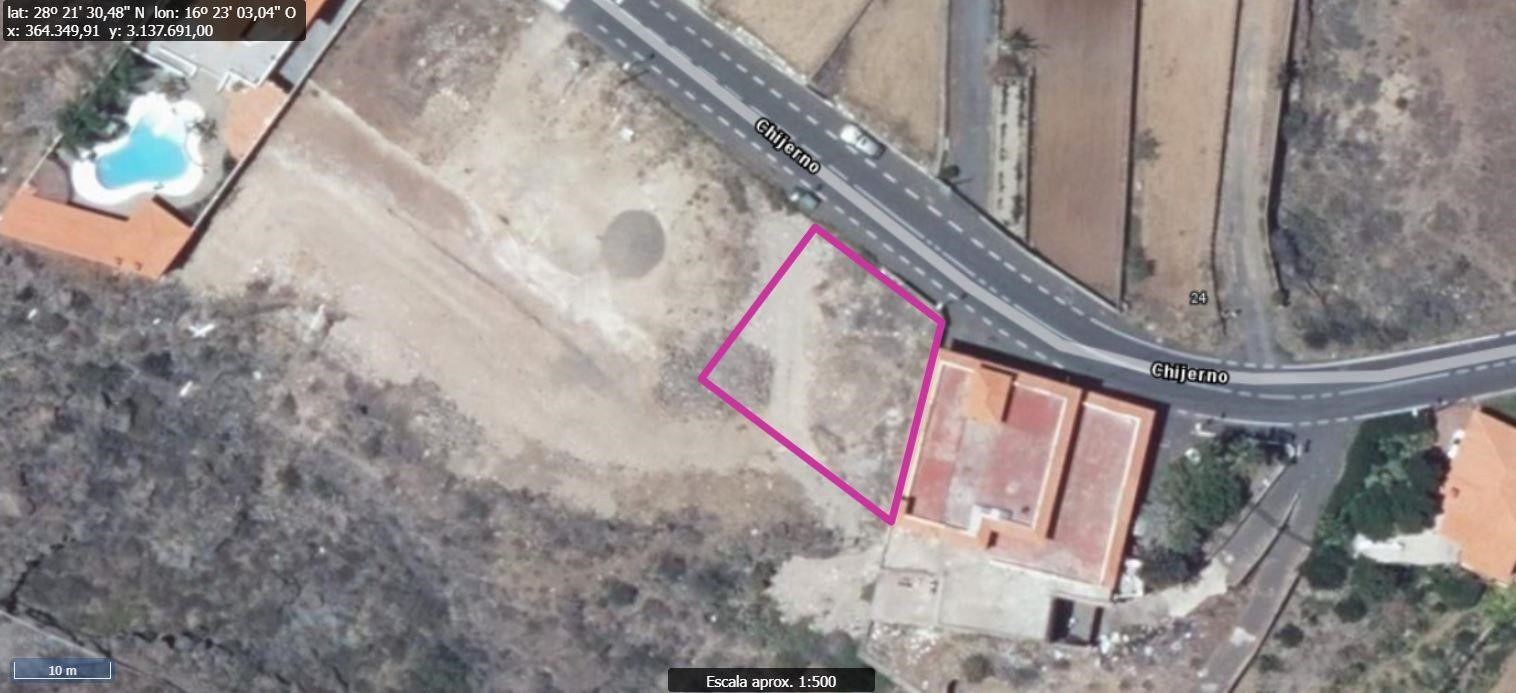 lat: 28º 21' 30,48" N  lon: 16º 23' 03,04" O
x: 364.349,91  y: 3.137.691,00
Chijerno
24
Chijerno
10 m
Escala aprox. 1:500